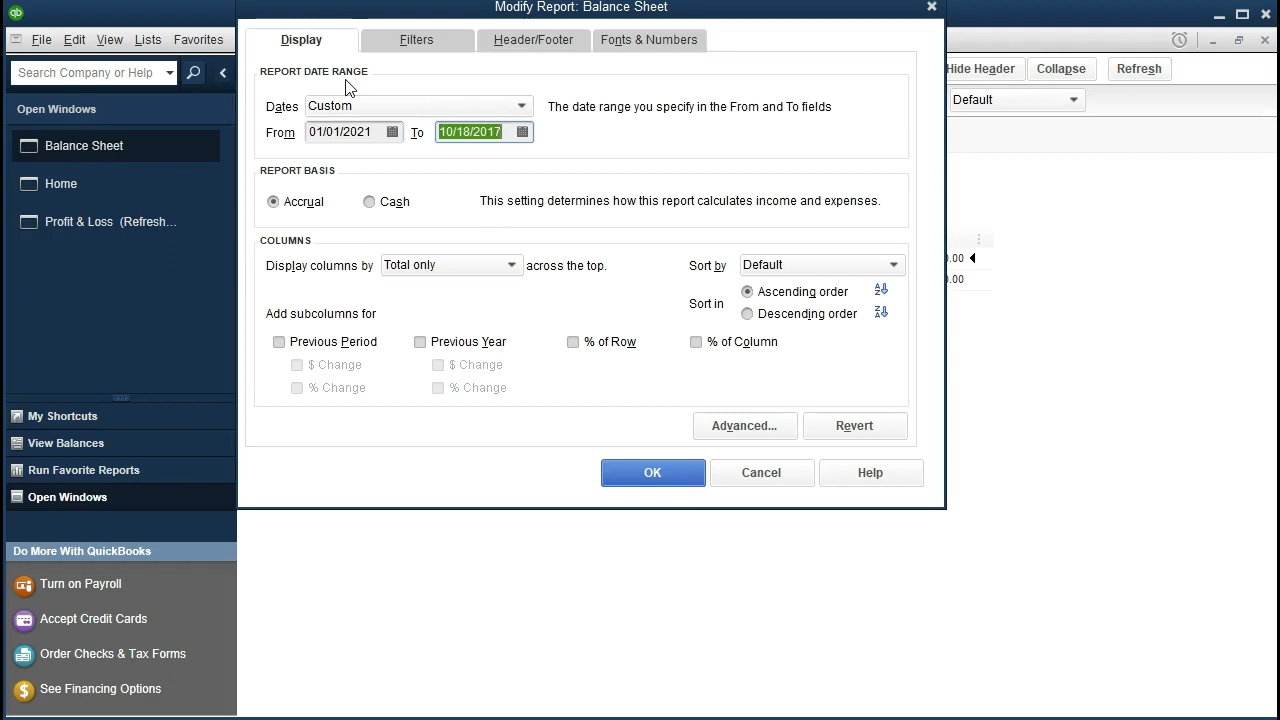 Modify Report: Balance Sheet
File Edit View Lists Favorites
Display Filters Header/Footer Fonts & Numbers
Search Company or Help
Hide Header Collapse Refresh
REPORT DATE RANGE
Open Windows
Dates Custom The date range you specify in the From and To fields
Default
From 01/01/2021 To 10/18/2017
Balance Sheet
REPORT BASIS
Home
Accrual Cash This setting determines how this report calculates income and expenses.
Profit & Loss (Refresh...
COLUMNS
Display columns by Total only across the top. Sort by Default
.00
.00
Sort in Ascending order
Descending order
Add subcolumns for
Previous Period Previous Year % of Row % of Column
$ Change $ Change
% Change % Change
My Shortcuts
Advanced... Revert
View Balances
Run Favorite Reports
OK Cancel Help
Open Windows
Do More With QuickBooks
Turn on Payroll
Accept Credit Cards
Order Checks & Tax Forms
See Financing Options